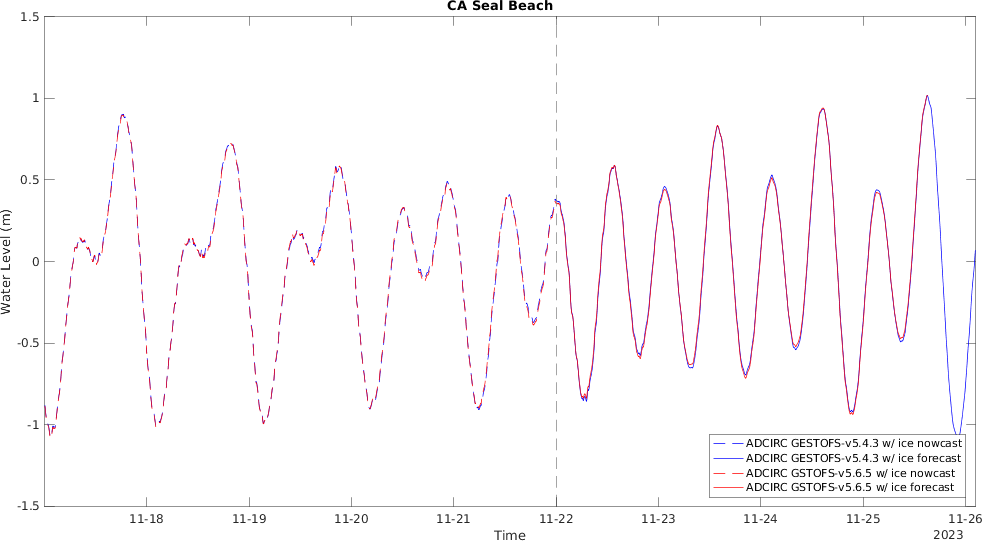 CA Seal Beach
1.5
1
0.5
0
-0.5
-1
-1.5
Water Level (m)
11-18
11-19
11-20
11-21
11-22
11-23
11-24
11-25
11-26
Time
2023
ADCIRC GESTOFS-v5.4.3 w/ ice nowcast
ADCIRC GESTOFS-v5.4.3 w/ ice forecast
ADCIRC GSTOFS-v5.6.5 w/ ice nowcast
ADCIRC GSTOFS-v5.6.5 w/ ice forecast